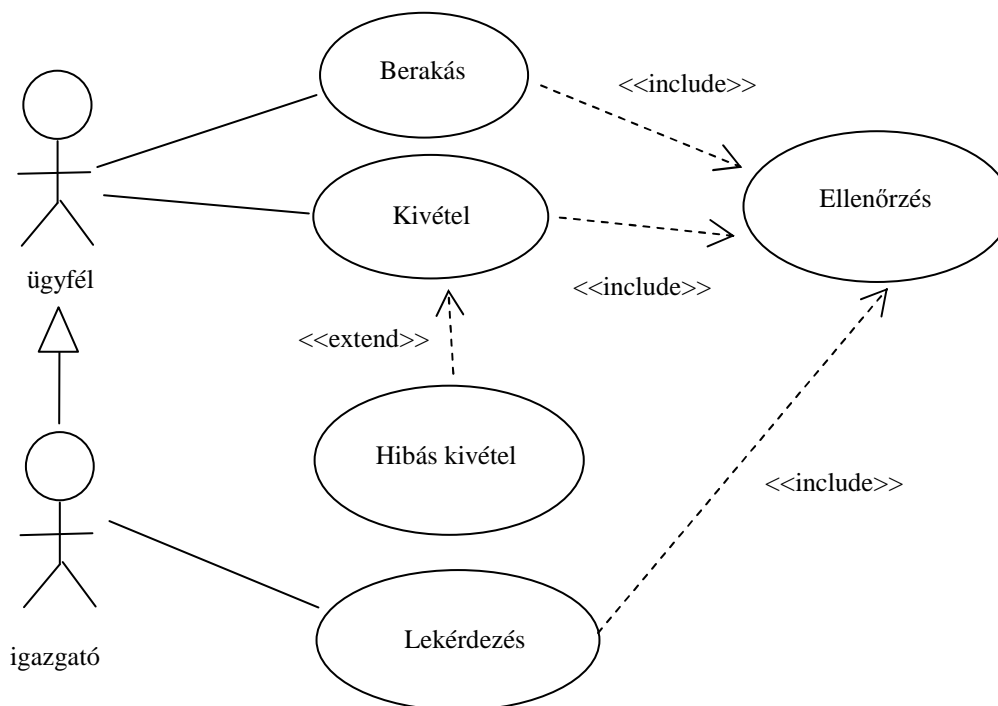 Berakás
<<include>>
Ellenőrzés
Kivétel
ügyfél
<<include>>
<<extend>>
Hibás kivétel
<<include>>
Lekérdezés
igazgató